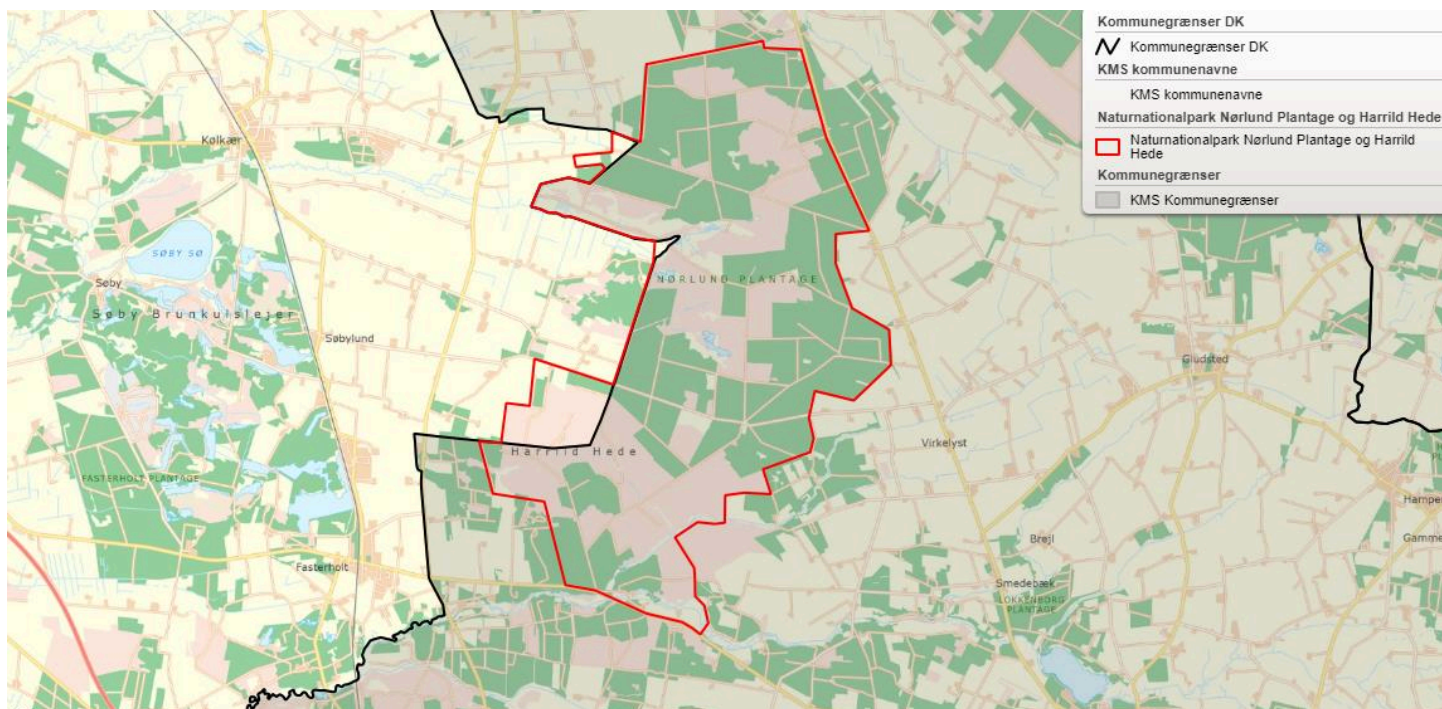 Kommunegrænser DK
Kommunegrænser DK
KMS kommunenavne
KMS kommunenavne
Naturnationalpark Nørlund Plantage og Harrild Hede
Naturnationalpark Nørlund Plantage og Harrild
Hede
Kommunegrænser
KMS Kommunegrænser
Kølkær
SØBY SØ
Søby
Søby Brunkulslejer
Søbylund
NØRLUND PLANTAGE
Gludsted
Harrild Hede
Virkelyst
FASTERHOLT PLANTAGE
Hampe
Brejl
Gamme
Fasterholt
Smedebæk
LOKKENBORG
PLANTAGE